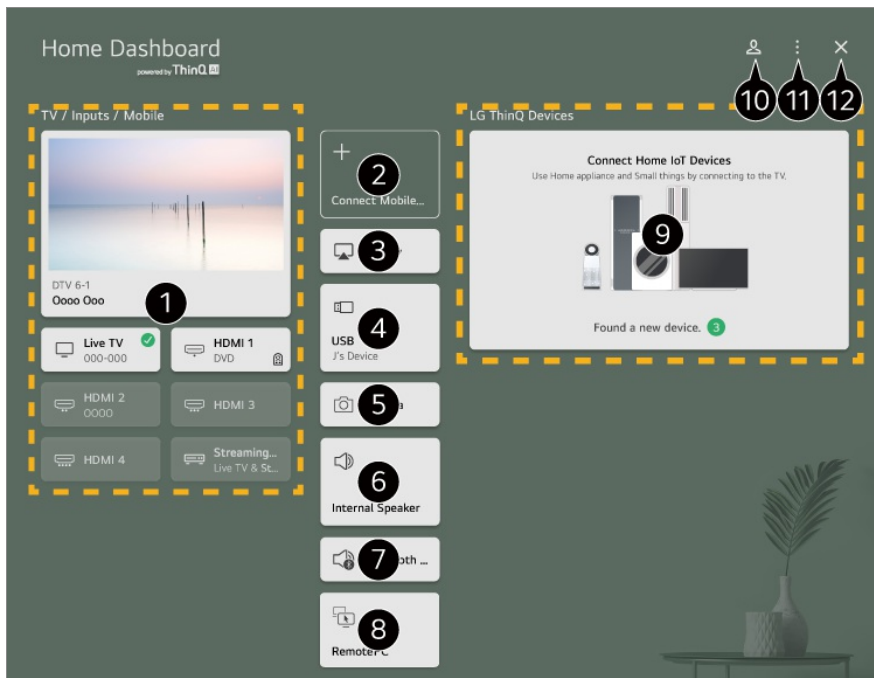 Home Dashboard
powered by ThinQ AI
10
11
12
TV / Inputs / Mobile
DTV 6-1
Oooo Ooo
1
Live TV
000-000
HDMI 1
DVD
HDMI 2
0000
HDMI 3
HDMI 4
Streaming...
Live TV & St...
2
Connect Mobile...
3
4
USB
J's Device
5
6
Internal Speaker
7
8
LG ThinQ Devices
Connect Home IoT Devices
Use Home appliance and Small things by connecting to the TV.
9
Found a new device. 3